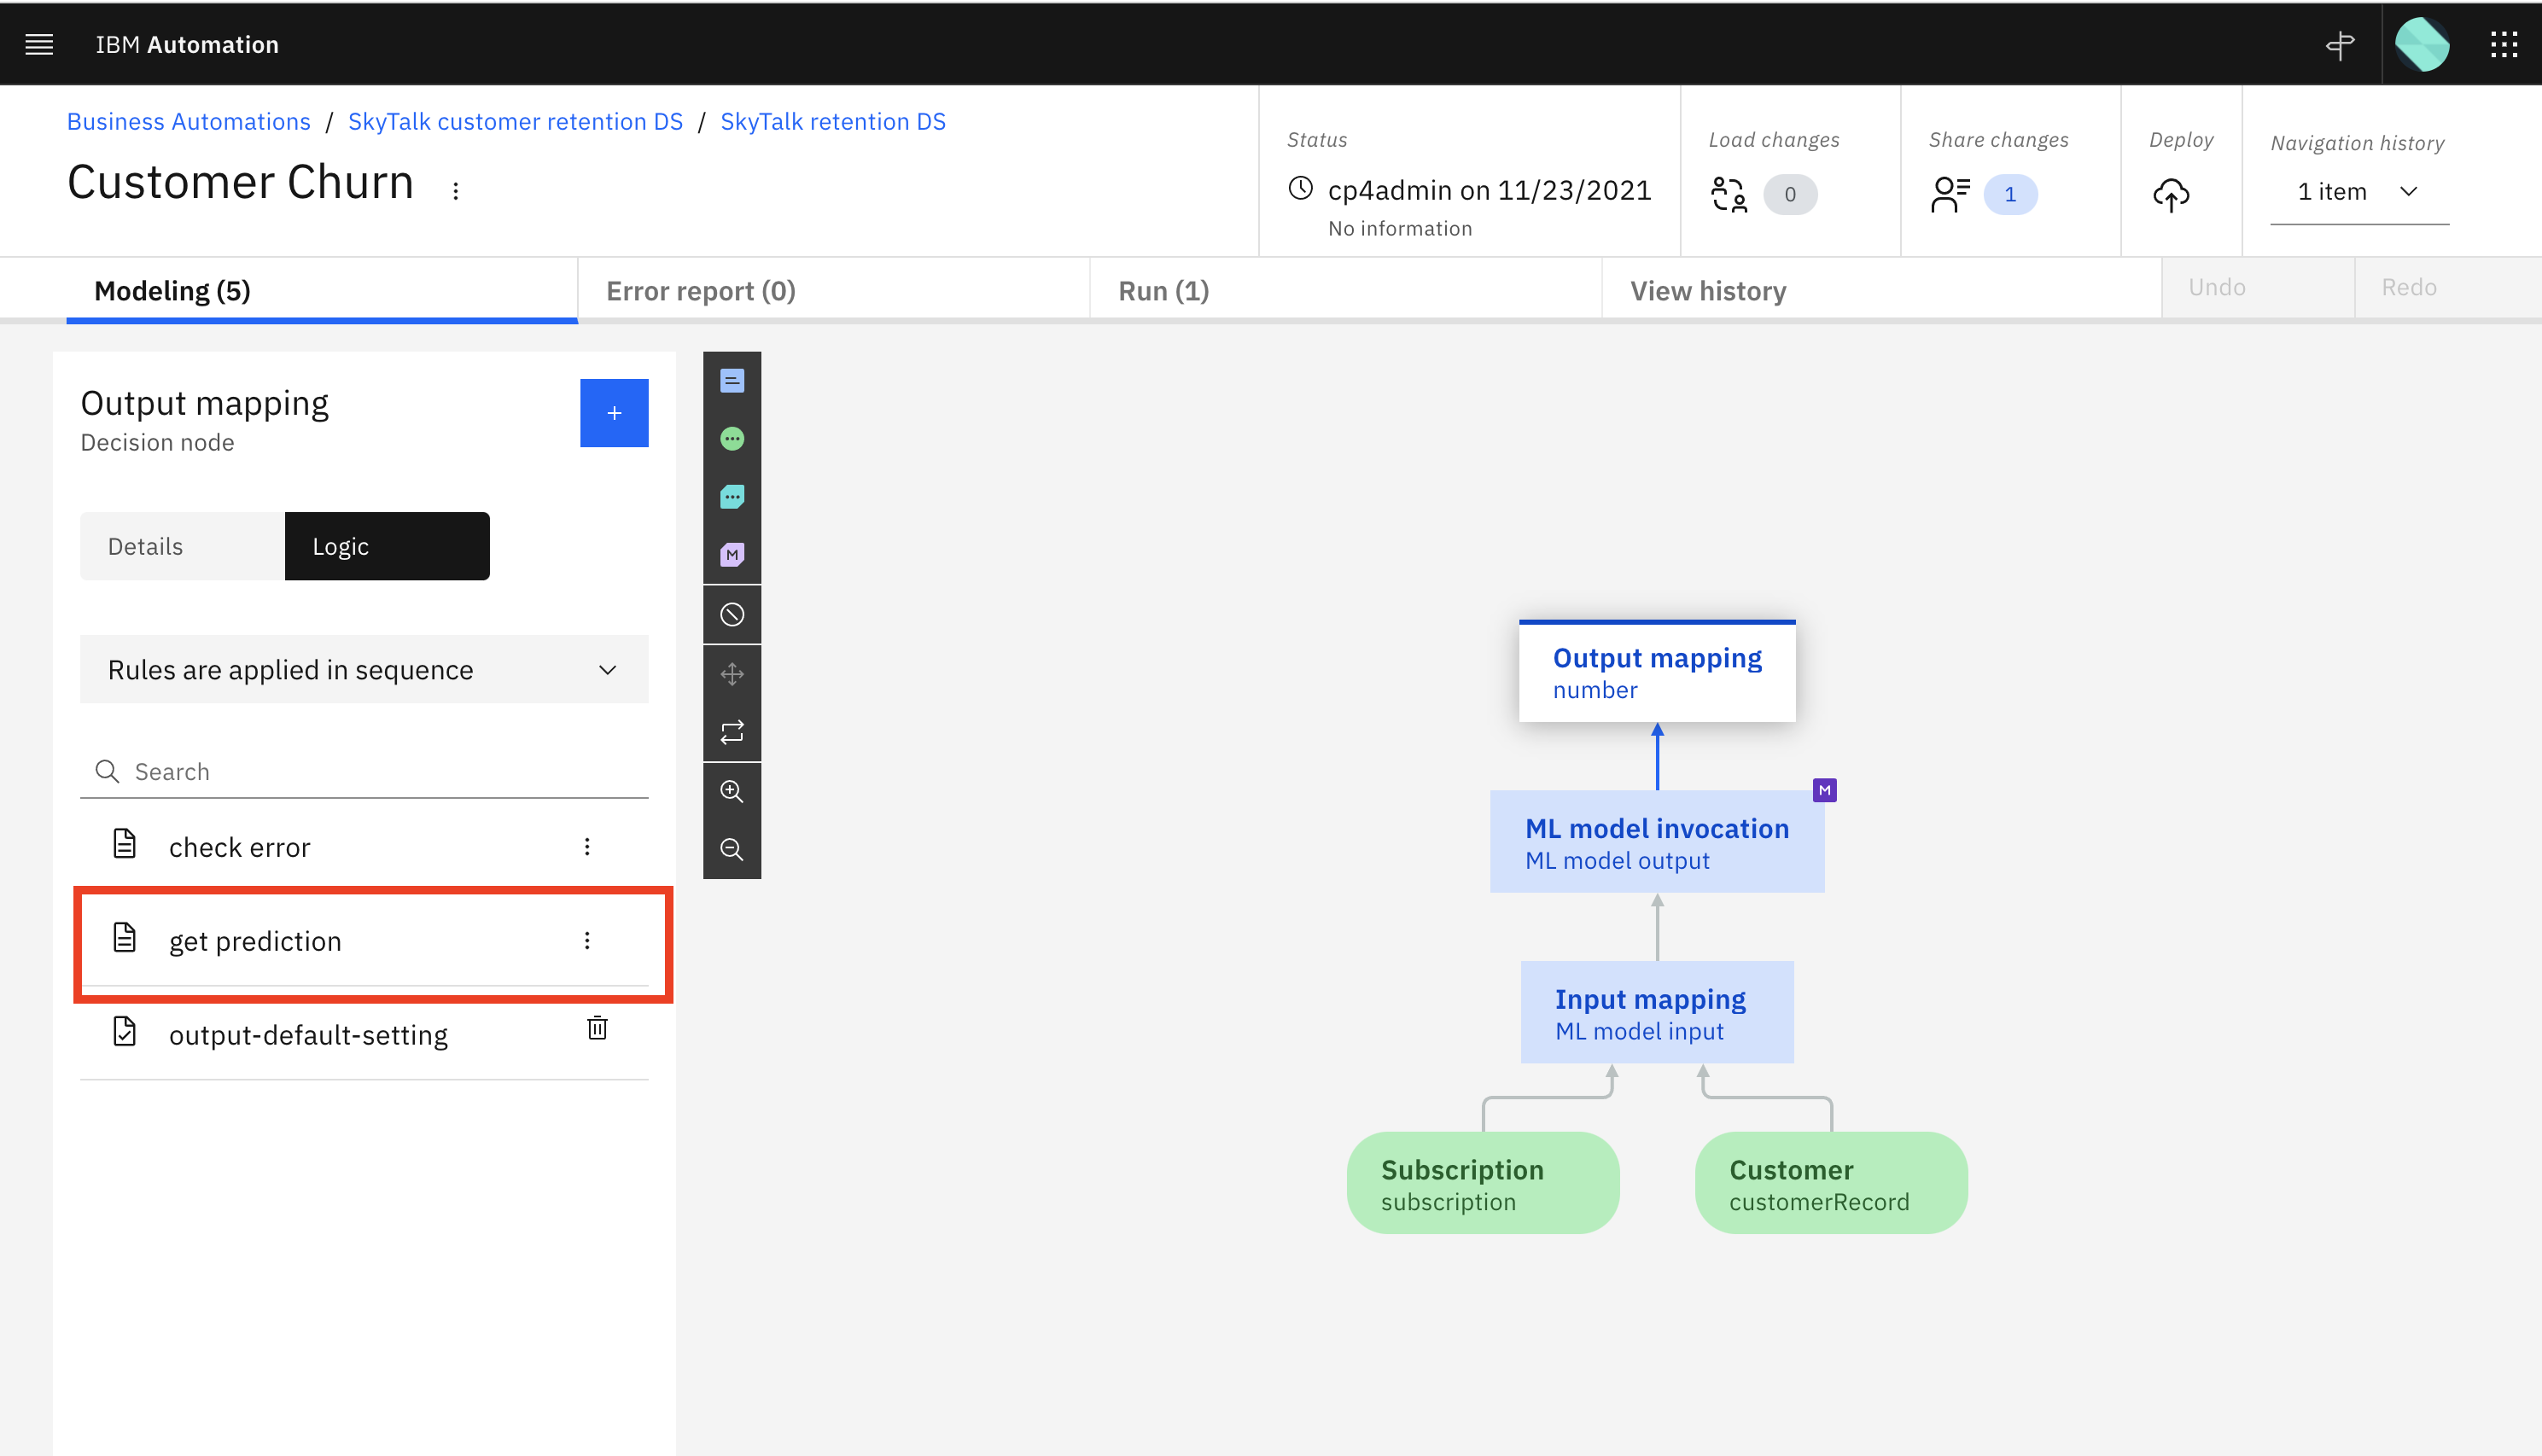 IBM Automation
Business Automations / SkyTalk customer retention DS / SkyTalk retention DS
Customer Churn
Status
cp4admin on 11/23/2021
No information
Load changes
0
Share changes
1
Deploy
Navigation history
1 item
Modeling (5)
Error report (0)
Run (1)
View history
Undo
Redo
Output mapping
Decision node
+
Details
Logic
Rules are applied in sequence
Search
check error
get prediction
output-default-setting
M
Output mapping
number
M
ML model invocation
ML model output
Input mapping
ML model input
Subscription
subscription
Customer
customerRecord